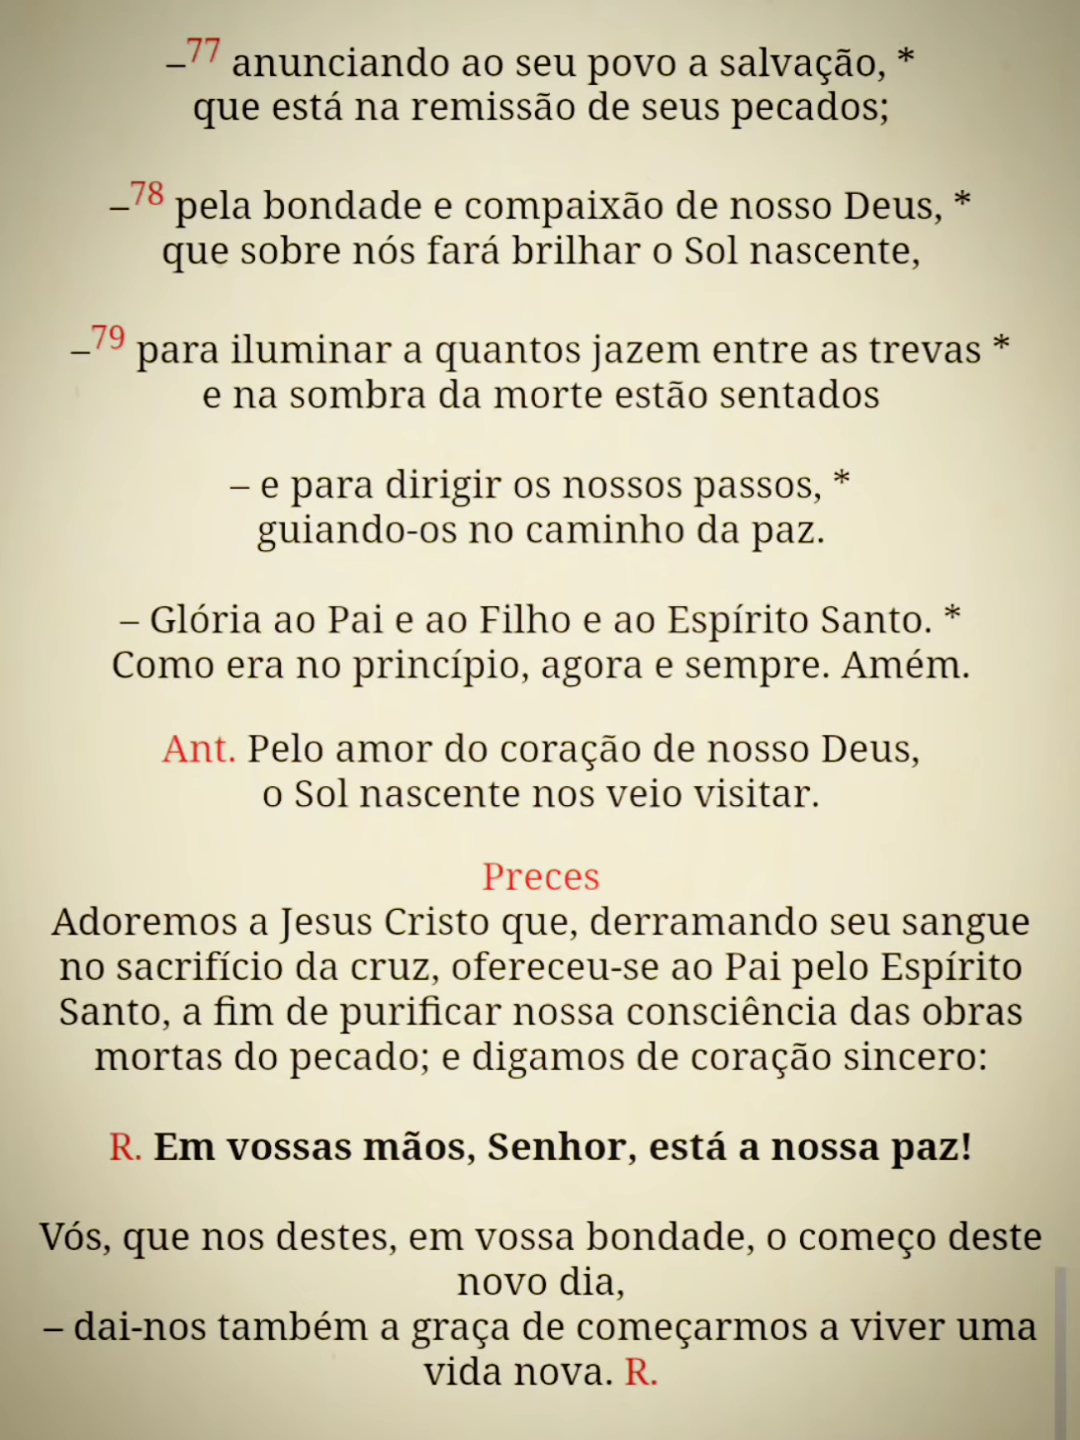 –77 anunciando ao seu povo a salvação, *
que está na remissão de seus pecados;
–78 pela bondade e compaixão de nosso Deus, *
que sobre nós fará brilhar o Sol nascente,
–79 para iluminar a quantos jazem entre as trevas *
e na sombra da morte estão sentados
– e para dirigir os nossos passos, *
guiando-os no caminho da paz.
– Glória ao Pai e ao Filho e ao Espírito Santo. *
Como era no princípio, agora e sempre. Amém.
Ant. Pelo amor do coração de nosso Deus,
o Sol nascente nos veio visitar.
Preces
Adoremos a Jesus Cristo que, derramando seu sangue
no sacrifício da cruz, ofereceu-se ao Pai pelo Espírito
Santo, a fim de purificar nossa consciência das obras
mortas do pecado; e digamos de coração sincero:
R. Em vossas mãos, Senhor, está a nossa paz!
Vós, que nos destes, em vossa bondade, o começo deste
novo dia,
– dai-nos também a graça de começarmos a viver uma
vida nova. R.